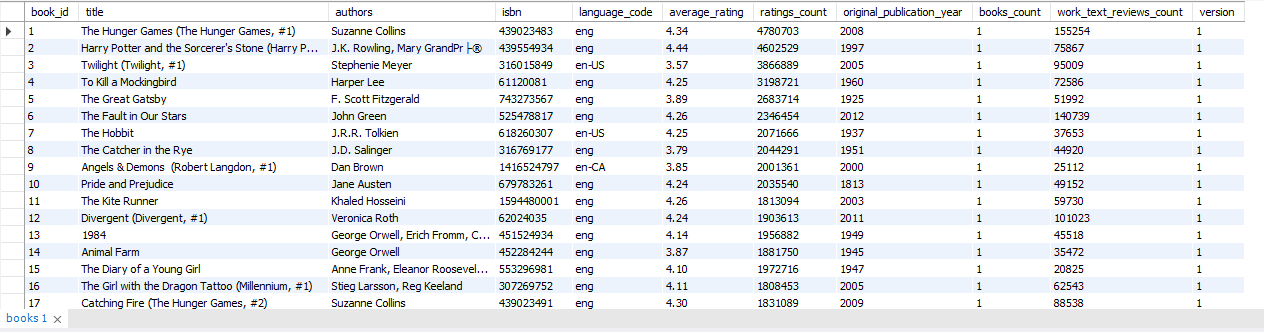 book_id title authors isbn language_code average_rating ratings_count original_publication_year books_count work_text_reviews_count version
1 The Hunger Games (The Hunger Games, #1) Suzanne Collins 439023483 eng 4.34 4780703 2008 1 155254 1
2 Harry Potter and the Sorcerer's Stone (Harry P... J.K. Rowling, Mary GrandPr├® 439554934 eng 4.44 4602529 1997 1 75867 1
3 Twilight (Twilight, #1) Stephenie Meyer 316015849 en-US 3.57 3866889 2005 1 95009 1
4 To Kill a Mockingbird Harper Lee 61120081 eng 4.25 3198721 1960 1 72586 1
5 The Great Gatsby F. Scott Fitzgerald 743273567 eng 3.89 2683714 1925 1 51992 1
6 The Fault in Our Stars John Green 525478817 eng 4.26 2346454 2012 1 140739 1
7 The Hobbit J.R.R. Tolkien 618260307 en-US 4.25 2071666 1937 1 37653 1
8 The Catcher in the Rye J.D. Salinger 316769177 eng 3.79 2044291 1951 1 44920 1
9 Angels & Demons  (Robert Langdon, #1) Dan Brown 1416524797 en-CA 3.85 2001361 2000 1 25112 1
10 Pride and Prejudice Jane Austen 679783261 eng 4.24 2035540 1813 1 49152 1
11 The Kite Runner Khaled Hosseini 1594480001 eng 4.26 1813094 2003 1 59730 1
12 Divergent (Divergent, #1) Veronica Roth 62024035 eng 4.24 1903613 2011 1 101023 1
13 1984 George Orwell, Erich Fromm, C... 451524934 eng 4.14 1956882 1949 1 45518 1
14 Animal Farm George Orwell 452284244 eng 3.87 1881750 1945 1 35472 1
15 The Diary of a Young Girl Anne Frank, Eleanor Roosevel... 553296981 eng 4.10 1972716 1947 1 20825 1
16 The Girl with the Dragon Tattoo (Millennium, #1) Stieg Larsson, Reg Keeland 307269752 eng 4.11 1808453 2005 1 62543 1
17 Catching Fire (The Hunger Games, #2) Suzanne Collins 439023491 eng 4.30 1831089 2009 1 88538 1
books 1